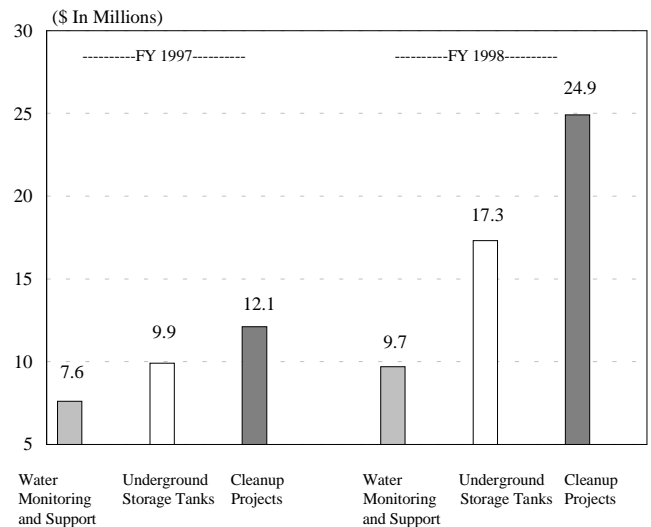 ($ In Millions)
30
25
20
15
10
5
----------FY 1997----------
----------FY 1998----------
7.6
9.9
12.1
9.7
17.3
24.9
Water
Monitoring
and Support
Underground
Storage Tanks
Cleanup
Projects
Water
Monitoring
and Support
Underground
Storage Tanks
Cleanup
Projects